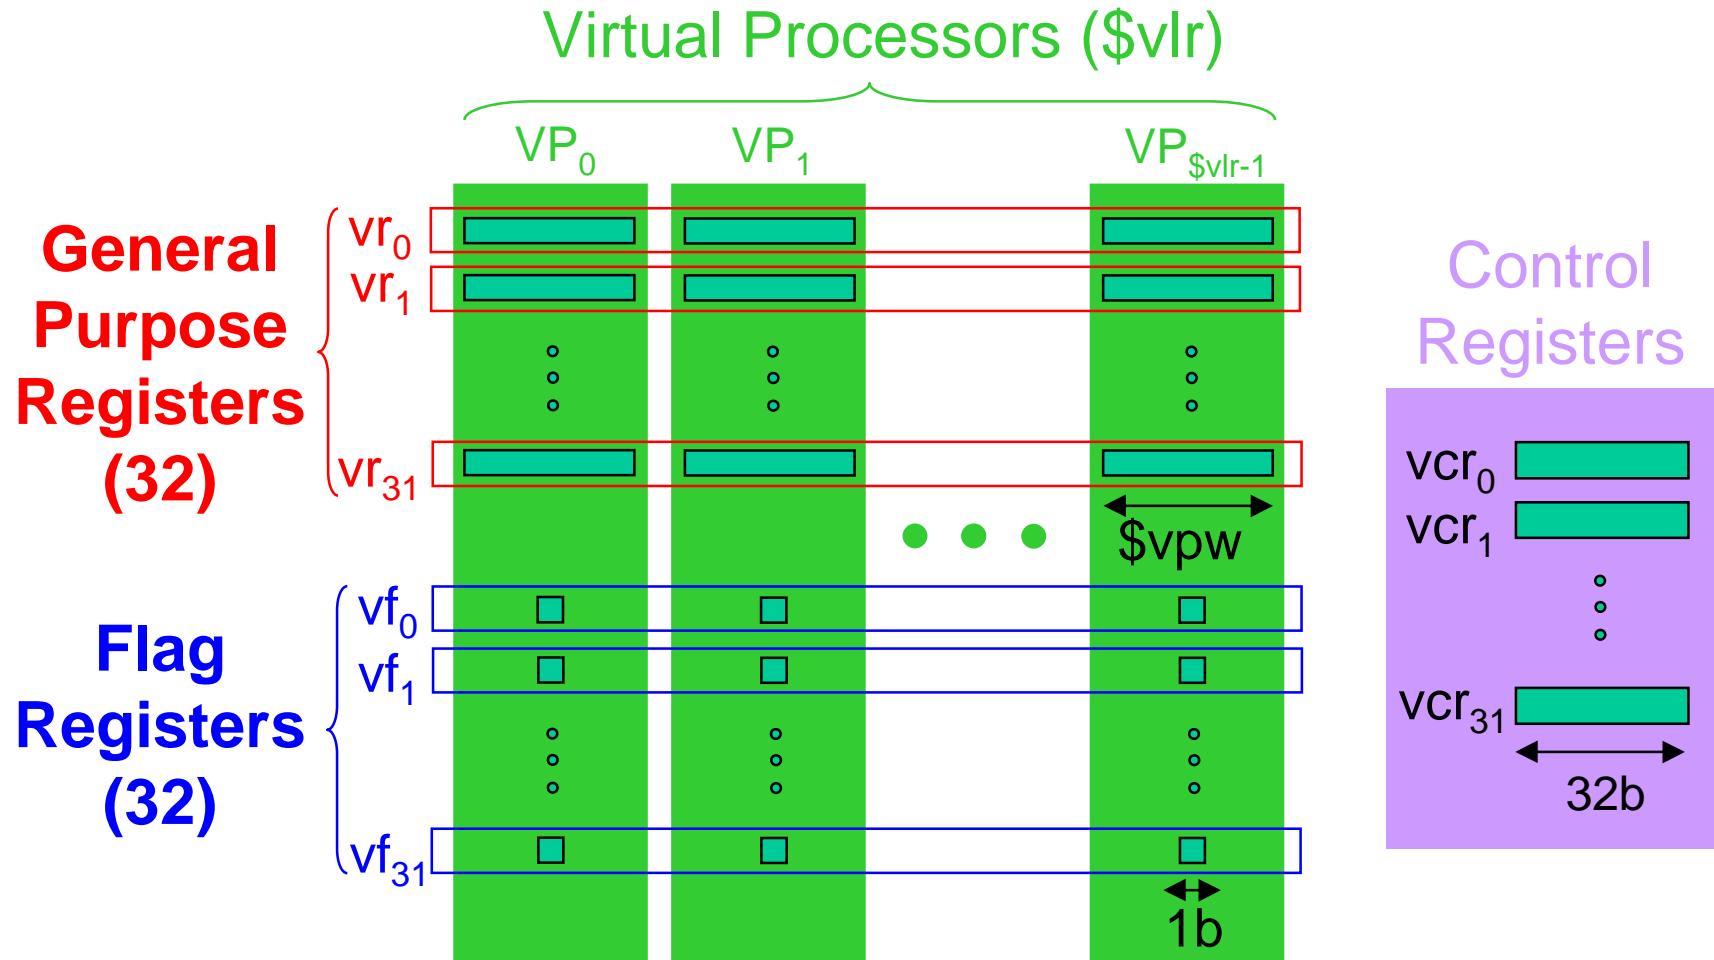 Virtual Processors ($vlr)
VP0 VP1 VP$vlr-1
General
Purpose
Registers
(32)
vr0
vr1
vr31
$vpw
Flag
Registers
(32)
vf0
vf1
vf31
1b
Control
Registers
vcr0
vcr1
vcr31
32b